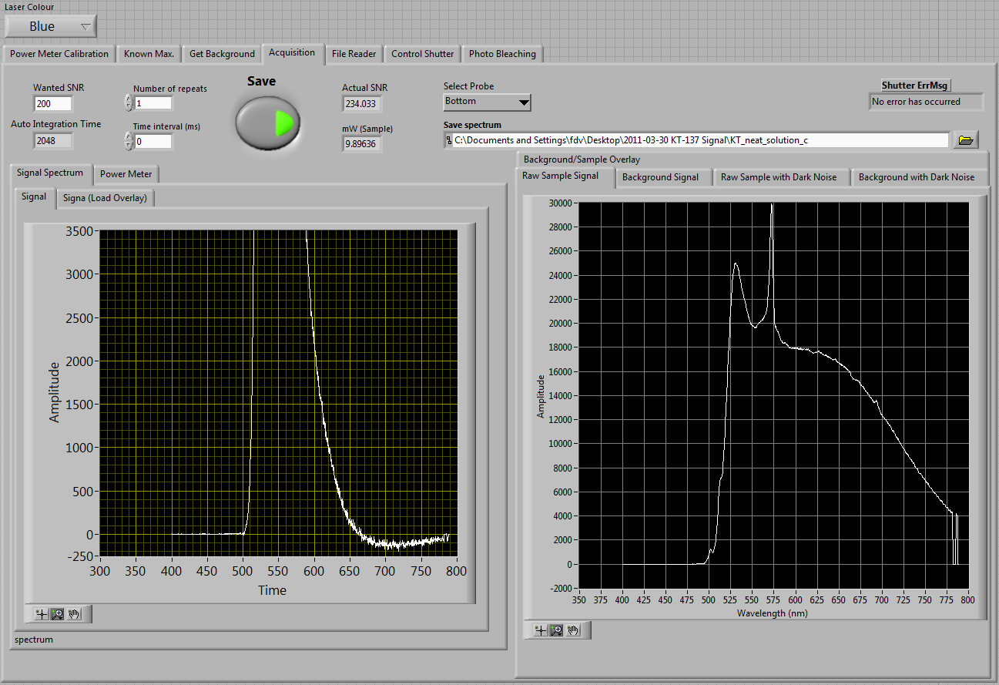 Laser Colour
Blue
Power Meter Calibration
Known Max.
Get Background
Acquisition
File Reader
Control Shutter
Photo Bleaching
Wanted SNR
200
Auto Integration Time
2048
Number of repeats
1
Time interval (ms)
0
Save
Actual SNR
234.033
mW (Sample)
9.89636
Select Probe
Bottom
Shutter ErrMsg
No error has occurred
Save spectrum
C:\Documents and Settings\fdv\Desktop\2011-03-30 KT-137 Signal\KT_neat_solution_c
Signal Spectrum
Power Meter
Signal
Signa (Load Overlay)
Amplitude
3500
3000
2500
2000
1500
1000
500
0
-250
300 350 400 450 500 550 600 650 700 750 800
Time
spectrum
Background/Sample Overlay
Raw Sample Signal
Background Signal
Raw Sample with Dark Noise
Background with Dark Noise
Amplitude
30000
28000
26000
24000
22000
20000
18000
16000
14000
12000
10000
8000
6000
4000
2000
0
-2000
350 375 400 425 450 475 500 525 550 575 600 625 650 675 700 725 750 775 800
Wavelength (nm)